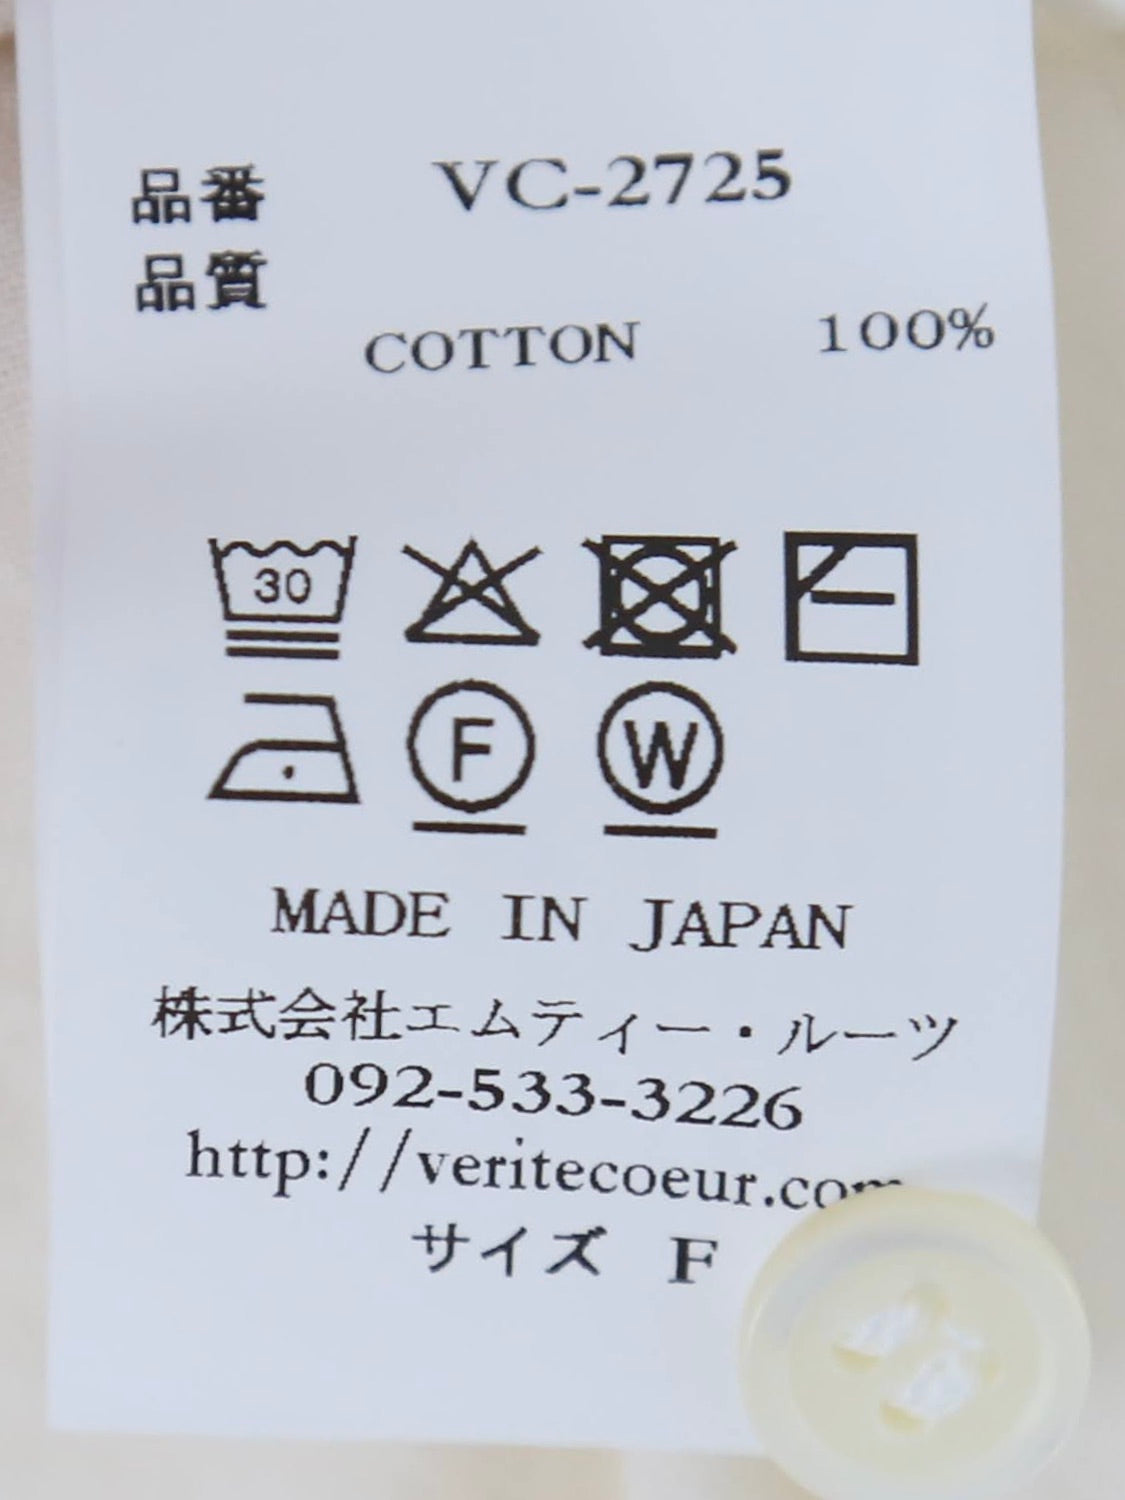 品番 VC-2725
品質
COTTON 100%
30
F W
MADE IN JAPAN
株式会社エムティー・ルーツ
092-533-3226
http://veritecoeur.com
サイズ F